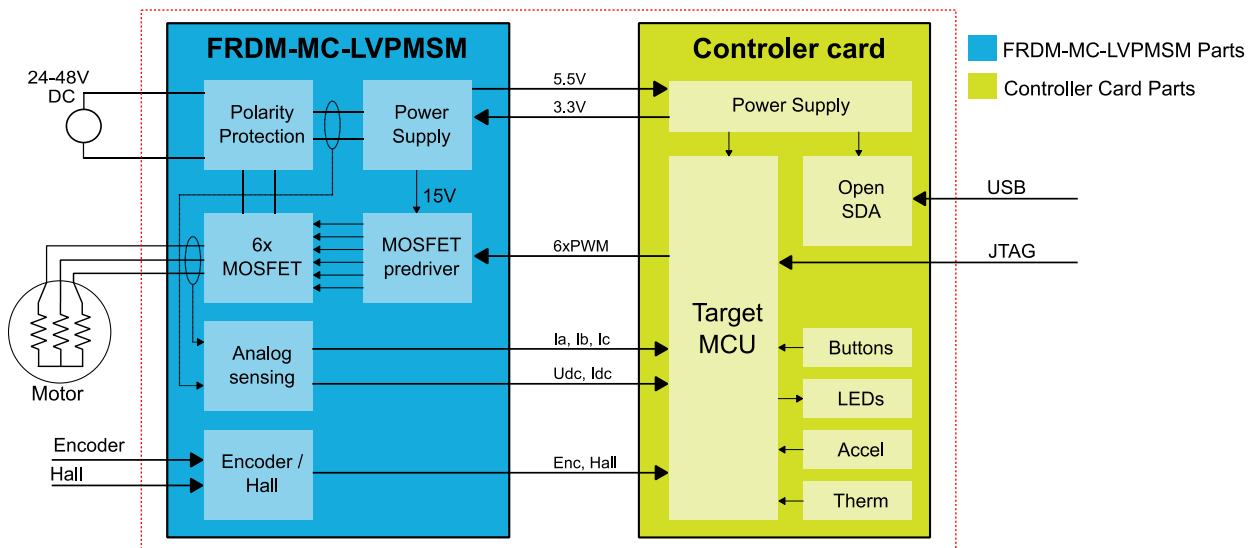 FRDM-MC-LVPMSM
Controler card
FRDM-MC-LVPMSM Parts
Controller Card Parts
24-48V
DC
Polarity
Protection
Power
Supply
5.5V
3.3V
Power Supply
15V
Open
SDA
USB
6x
MOSFET
MOSFET
predriver
6xPWM
JTAG
Target
MCU
Motor
Analog
sensing
Ia, Ib, Ic
Udc, Idc
Buttons
LEDs
Encoder
Hall
Encoder /
Hall
Enc, Hall
Accel
Therm